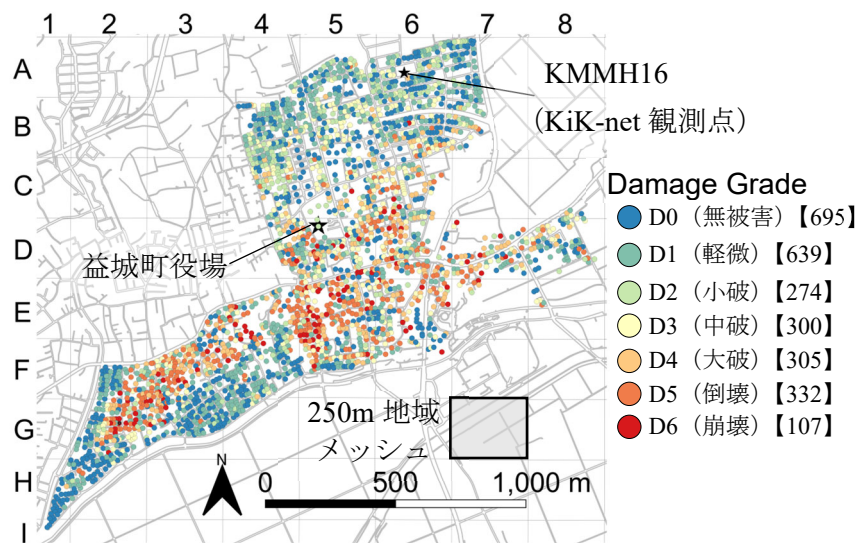 1 2 3 4 5 6 7 8
A
B
C
D
E
F
G
H
I
KMMH16
（KiK-net 観測点）
益城町役場
250m 地域
メッシュ
N
0 500 1,000 m
Damage Grade
D0（無被害）【695】
D1（軽微）【639】
D2（小破）【274】
D3（中破）【300】
D4（大破）【305】
D5（倒壊）【332】
D6（崩壊）【107】